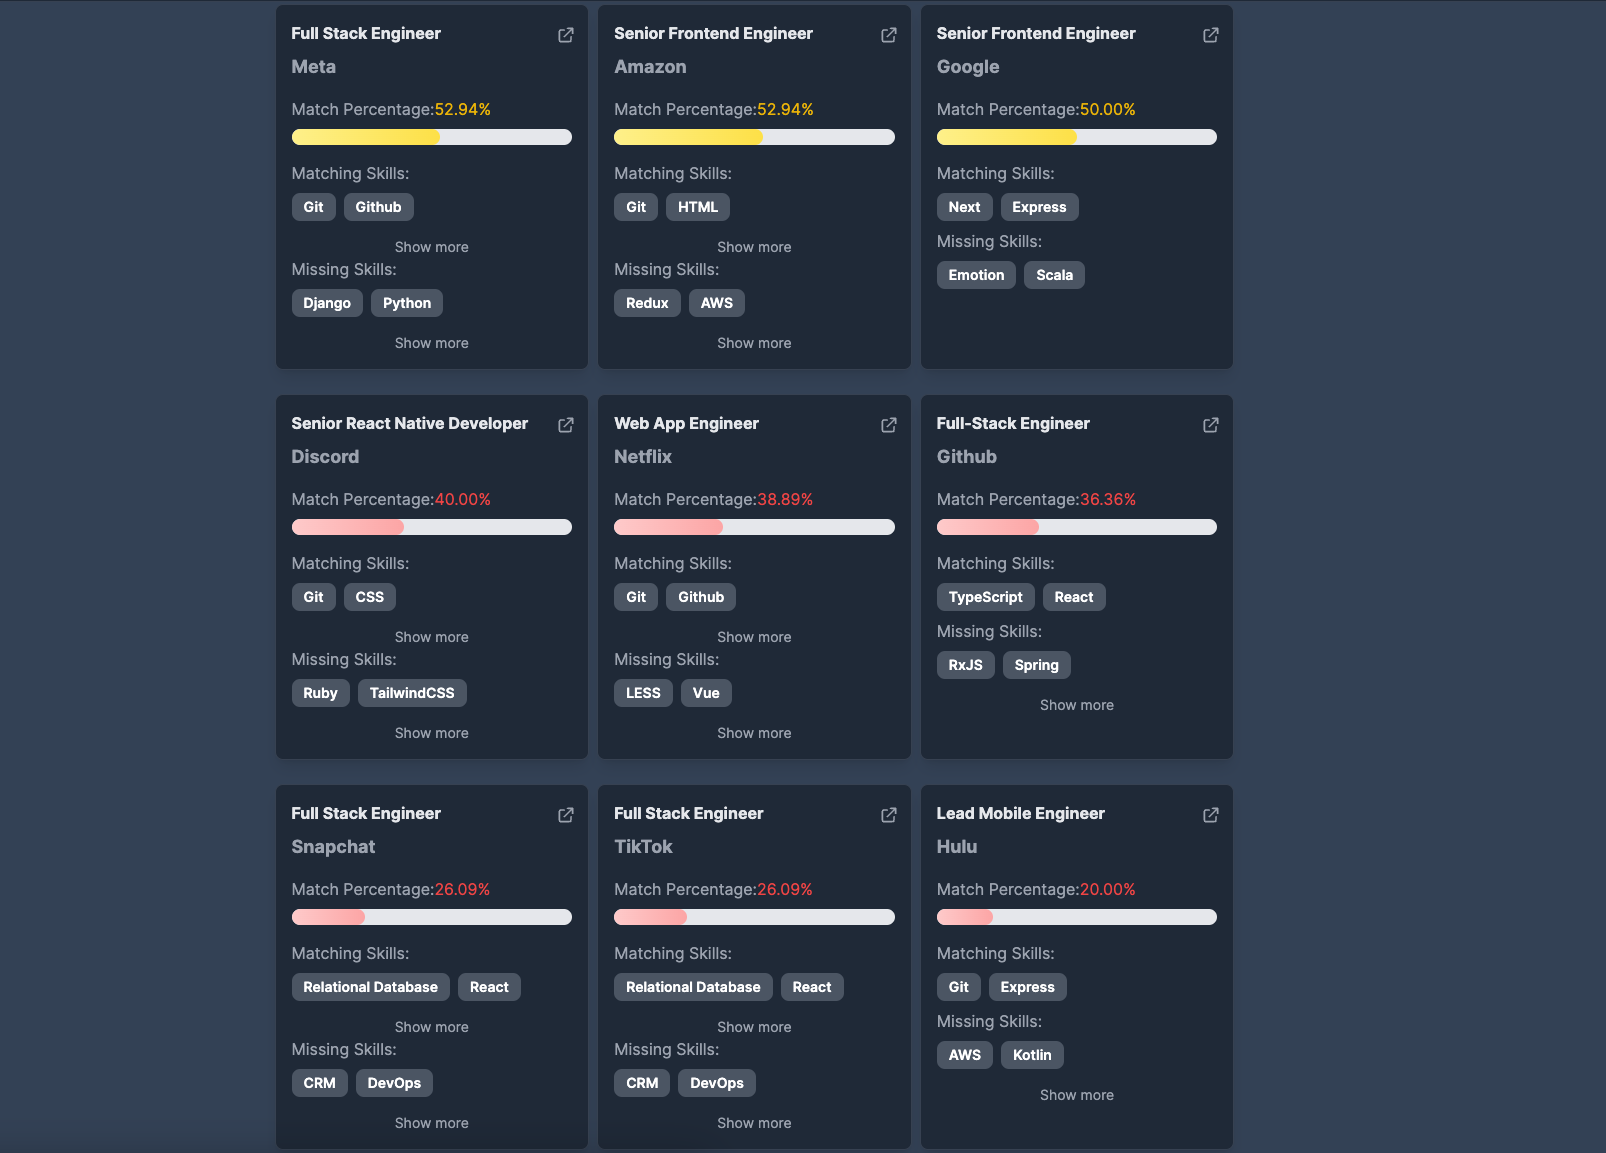 Full Stack Engineer
Meta
Match Percentage:52.94%
Matching Skills:
Git Github
Show more
Missing Skills:
Django Python
Show more
Senior Frontend Engineer
Amazon
Match Percentage:52.94%
Matching Skills:
Git HTML
Show more
Missing Skills:
Redux AWS
Show more
Senior Frontend Engineer
Google
Match Percentage:50.00%
Matching Skills:
Next Express
Missing Skills:
Emotion Scala
Senior React Native Developer
Discord
Match Percentage:40.00%
Matching Skills:
Git CSS
Show more
Missing Skills:
Ruby TailwindCSS
Show more
Web App Engineer
Netflix
Match Percentage:38.89%
Matching Skills:
Git Github
Show more
Missing Skills:
LESS Vue
Show more
Full-Stack Engineer
Github
Match Percentage:36.36%
Matching Skills:
TypeScript React
Missing Skills:
RxJS Spring
Show more
Full Stack Engineer
Snapchat
Match Percentage:26.09%
Matching Skills:
Relational Database React
Show more
Missing Skills:
CRM DevOps
Show more
Full Stack Engineer
TikTok
Match Percentage:26.09%
Matching Skills:
Relational Database React
Show more
Missing Skills:
CRM DevOps
Show more
Lead Mobile Engineer
Hulu
Match Percentage:20.00%
Matching Skills:
Git Express
Missing Skills:
AWS Kotlin
Show more